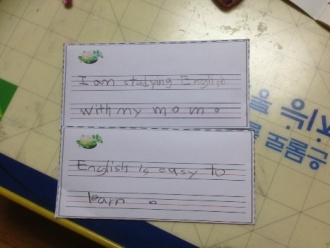 I am studying English
with my mom.
English is easy to
learn.